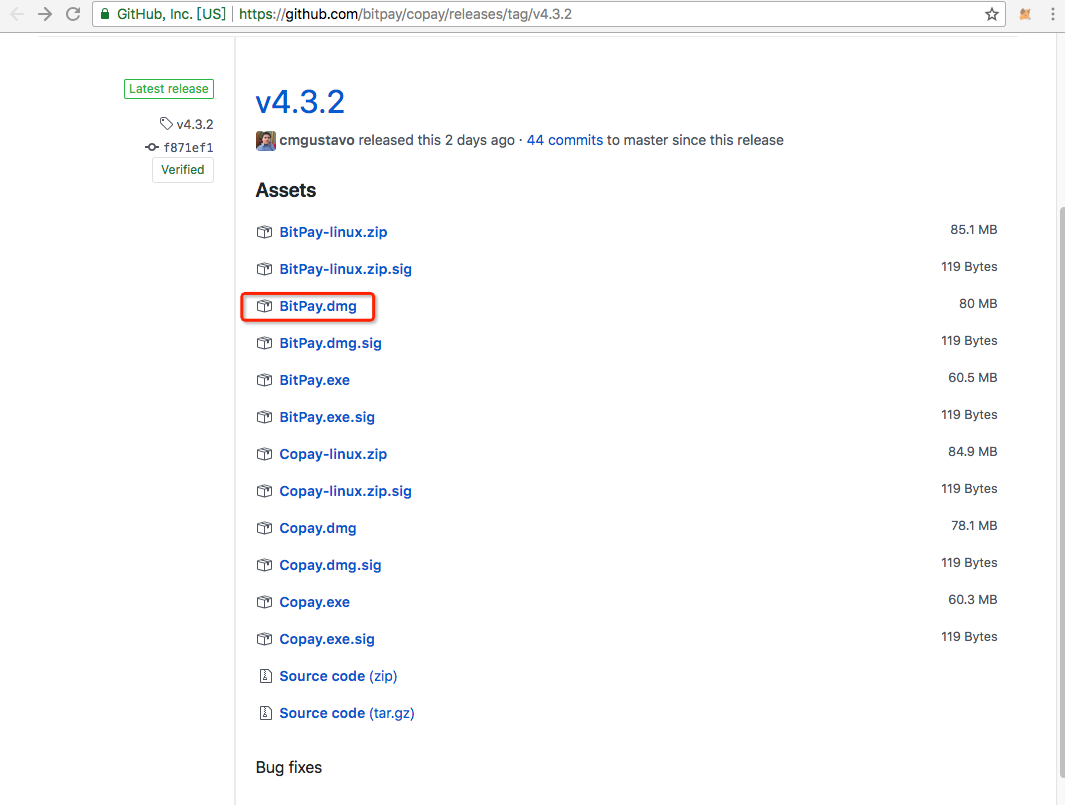 GitHub, Inc. [US] | https://github.com/bitpay/copay/releases/tag/v4.3.2
Latest release
v4.3.2
f871ef1
Verified
v4.3.2
cmgustavo released this 2 days ago · 44 commits to master since this release
Assets
BitPay-linux.zip 85.1 MB
BitPay-linux.zip.sig 119 Bytes
BitPay.dmg 80 MB
BitPay.dmg.sig 119 Bytes
BitPay.exe 60.5 MB
BitPay.exe.sig 119 Bytes
Copay-linux.zip 84.9 MB
Copay-linux.zip.sig 119 Bytes
Copay.dmg 78.1 MB
Copay.dmg.sig 119 Bytes
Copay.exe 60.3 MB
Copay.exe.sig 119 Bytes
Source code (zip)
Source code (tar.gz)
Bug fixes